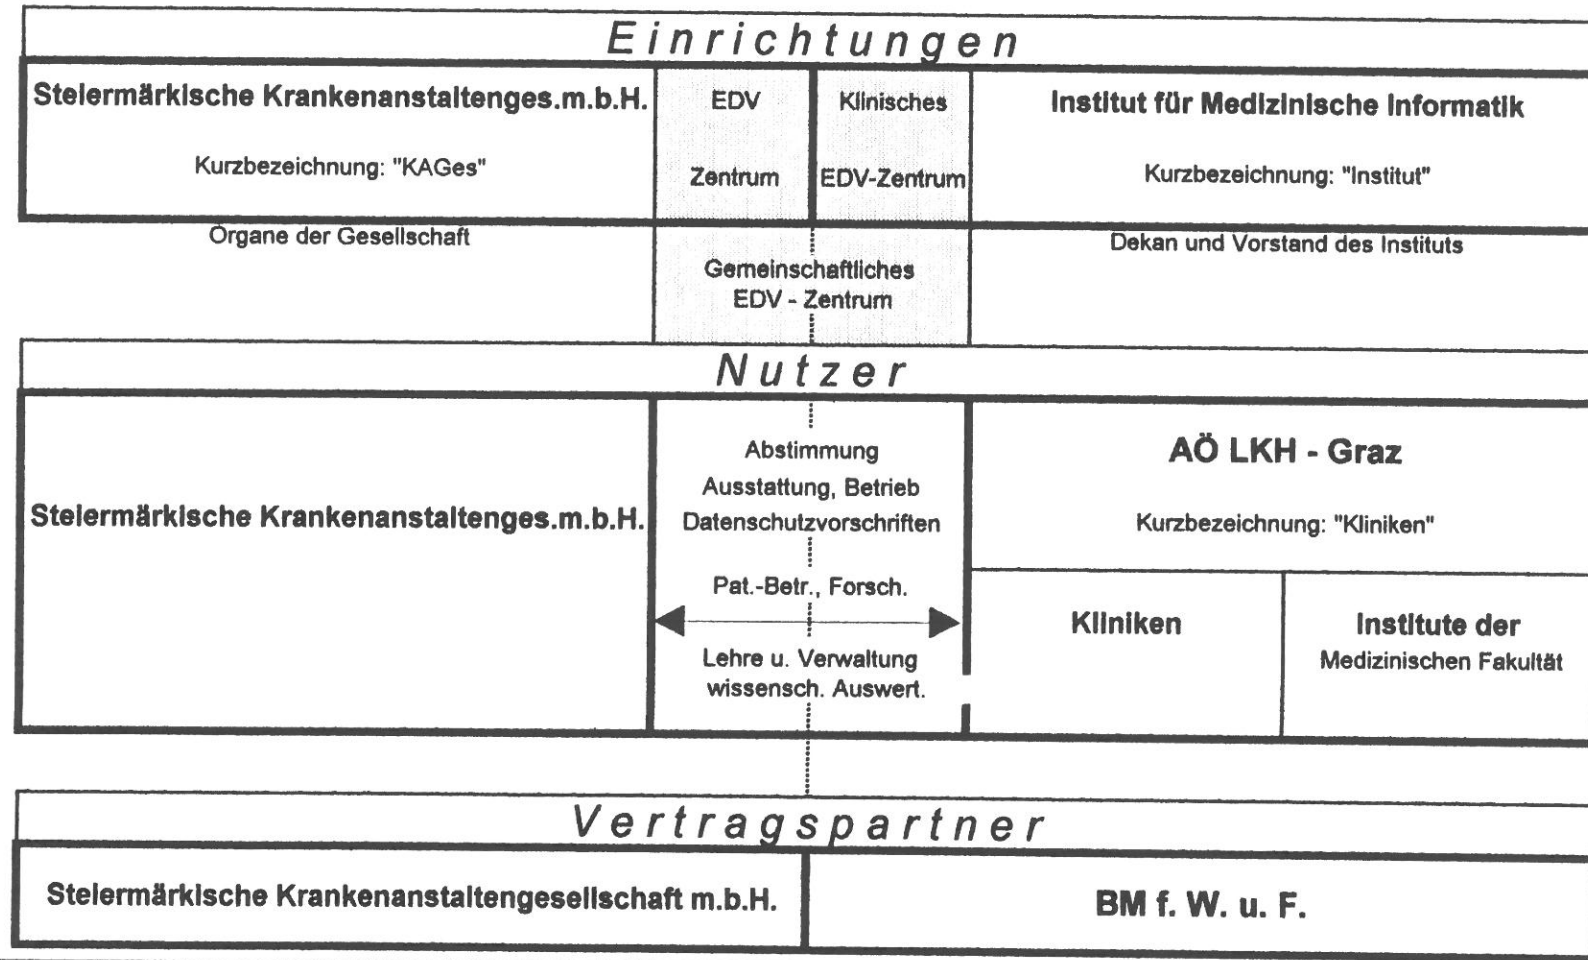 Einrichtungen
Steiermärkische Krankenanstaltenges.m.b.H.
Kurzbezeichnung: "KAGes"
EDV
Zentrum
Klinisches
EDV-Zentrum
Institut für Medizinische Informatik
Kurzbezeichnung: "Institut"
Organe der Gesellschaft
Gemeinschaftliches
EDV - Zentrum
Dekan und Vorstand des Instituts
Nutzer
Steiermärkische Krankenanstaltenges.m.b.H.
Abstimmung
Ausstattung, Betrieb
Datenschutzvorschriften
Pat.-Betr., Forsch.
Lehre u. Verwaltung
wissensch. Auswert.
AÖ LKH - Graz
Kurzbezeichnung: "Kliniken"
Kliniken
Institute der
Medizinischen Fakultät
Vertragspartner
Steiermärkische Krankenanstaltengesellschaft m.b.H.
BM f. W. u. F.